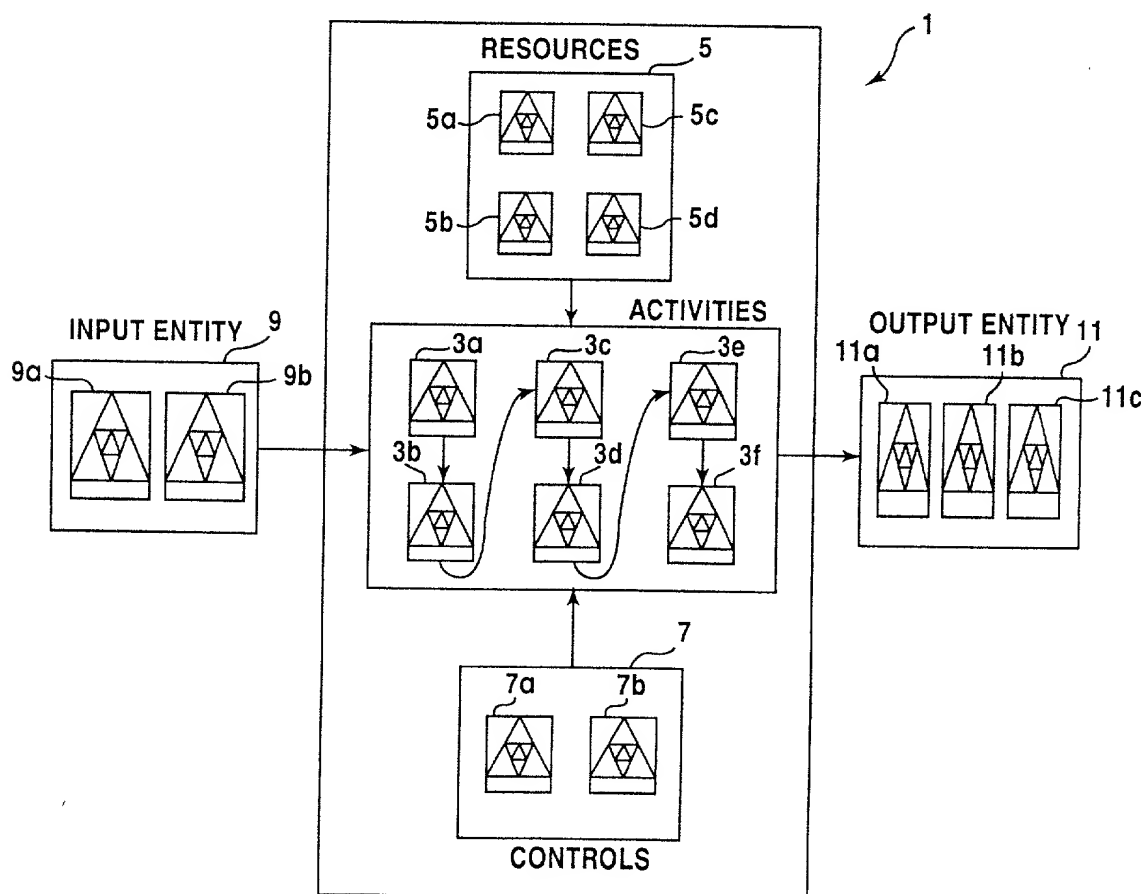 1
RESOURCES
5
5a
5c
5b
5d
ACTIVITIES
INPUT ENTITY
9
9a
9b
3a
3c
3e
3b
3d
3f
OUTPUT ENTITY
11
11a
11b
11c
7
7a
7b
CONTROLS